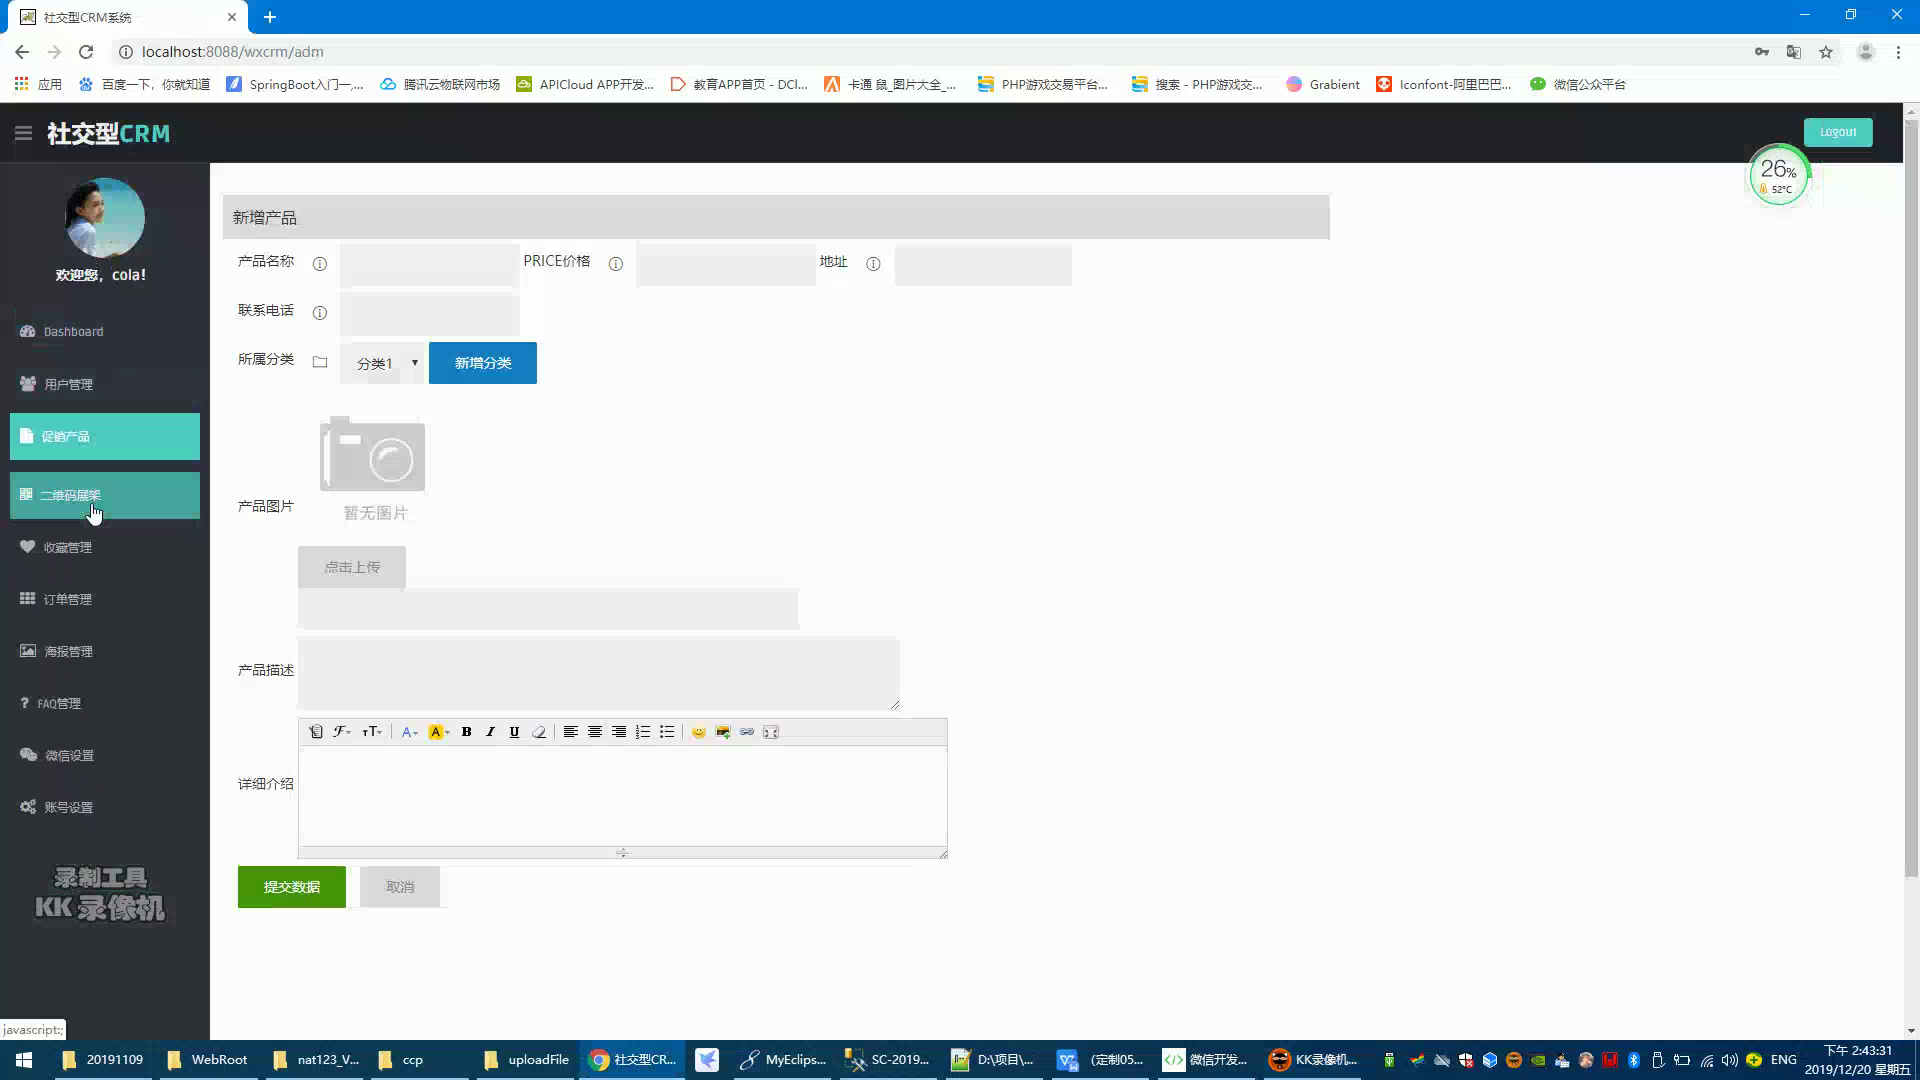 社交型CRM系统
localhost:8088/wxcrm/adm
应用
百度一下，你就知道
SpringBoot入门一,...
腾讯云物联网市场
APICloud APP开发...
教育APP首页 - DCl...
卡通 鼠_图片大全_...
PHP游戏交易平台...
搜索 - PHP游戏交...
Grabient
Iconfont-阿里巴巴...
微信公众平台
社交型CRM
Logout
26%
52°C
欢迎您，cola!
Dashboard
用户管理
促销产品
二维码展架
收藏管理
订单管理
海报管理
FAQ管理
微信设置
账号设置
录制工具
KK 录像机
新增产品
产品名称
PRICE价格
地址
联系电话
所属分类
分类1
新增分类
产品图片
暂无图片
点击上传
产品描述
详细介绍
提交数据
取消
javascript:;
20191109
WebRoot
nat123_V...
ccp
uploadFile
社交型CR...
MyEclips...
SC-2019...
D:\项目\...
(定制05...
微信开发...
KK录像机...
ENG
下午 2:43:31
2019/12/20 星期五